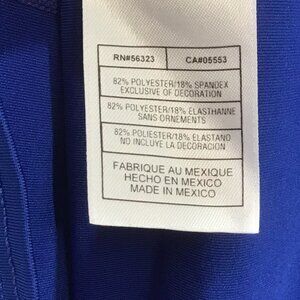 RN#56323 CA#05553
82% POLYESTER/18% SPANDEX
EXCLUSIVE OF DECORATION
82% POLYESTER/18% ELASTHANNE
SANS ORNEMENTS
82% POLIESTER/18% ELASTANO
NO INCLUYE LA DECORACION
FABRIQUE AU MEXIQUE
HECHO EN MEXICO
MADE IN MEXICO